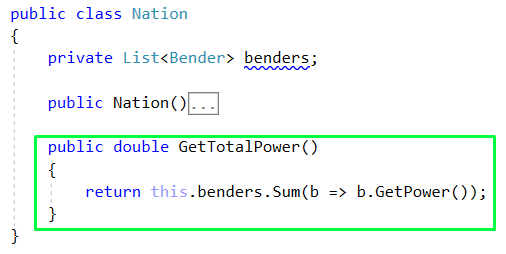 public class Nation
{
private List<Bender> benders;
public Nation()...
public double GetTotalPower()
{
return this.benders.Sum(b => b.GetPower());
}
}